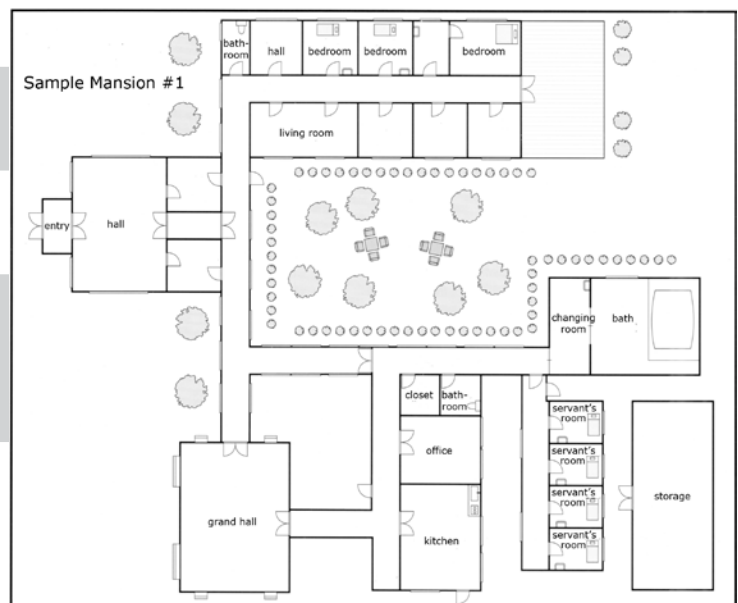 Sample Mansion #1
bath-
room
hall
bedroom
bedroom
bedroom
living room
entry
hall
changing
room
bath
closet
bath-
room
office
kitchen
grand hall
servant's
room
servant's
room
servant's
room
servant's
room
storage